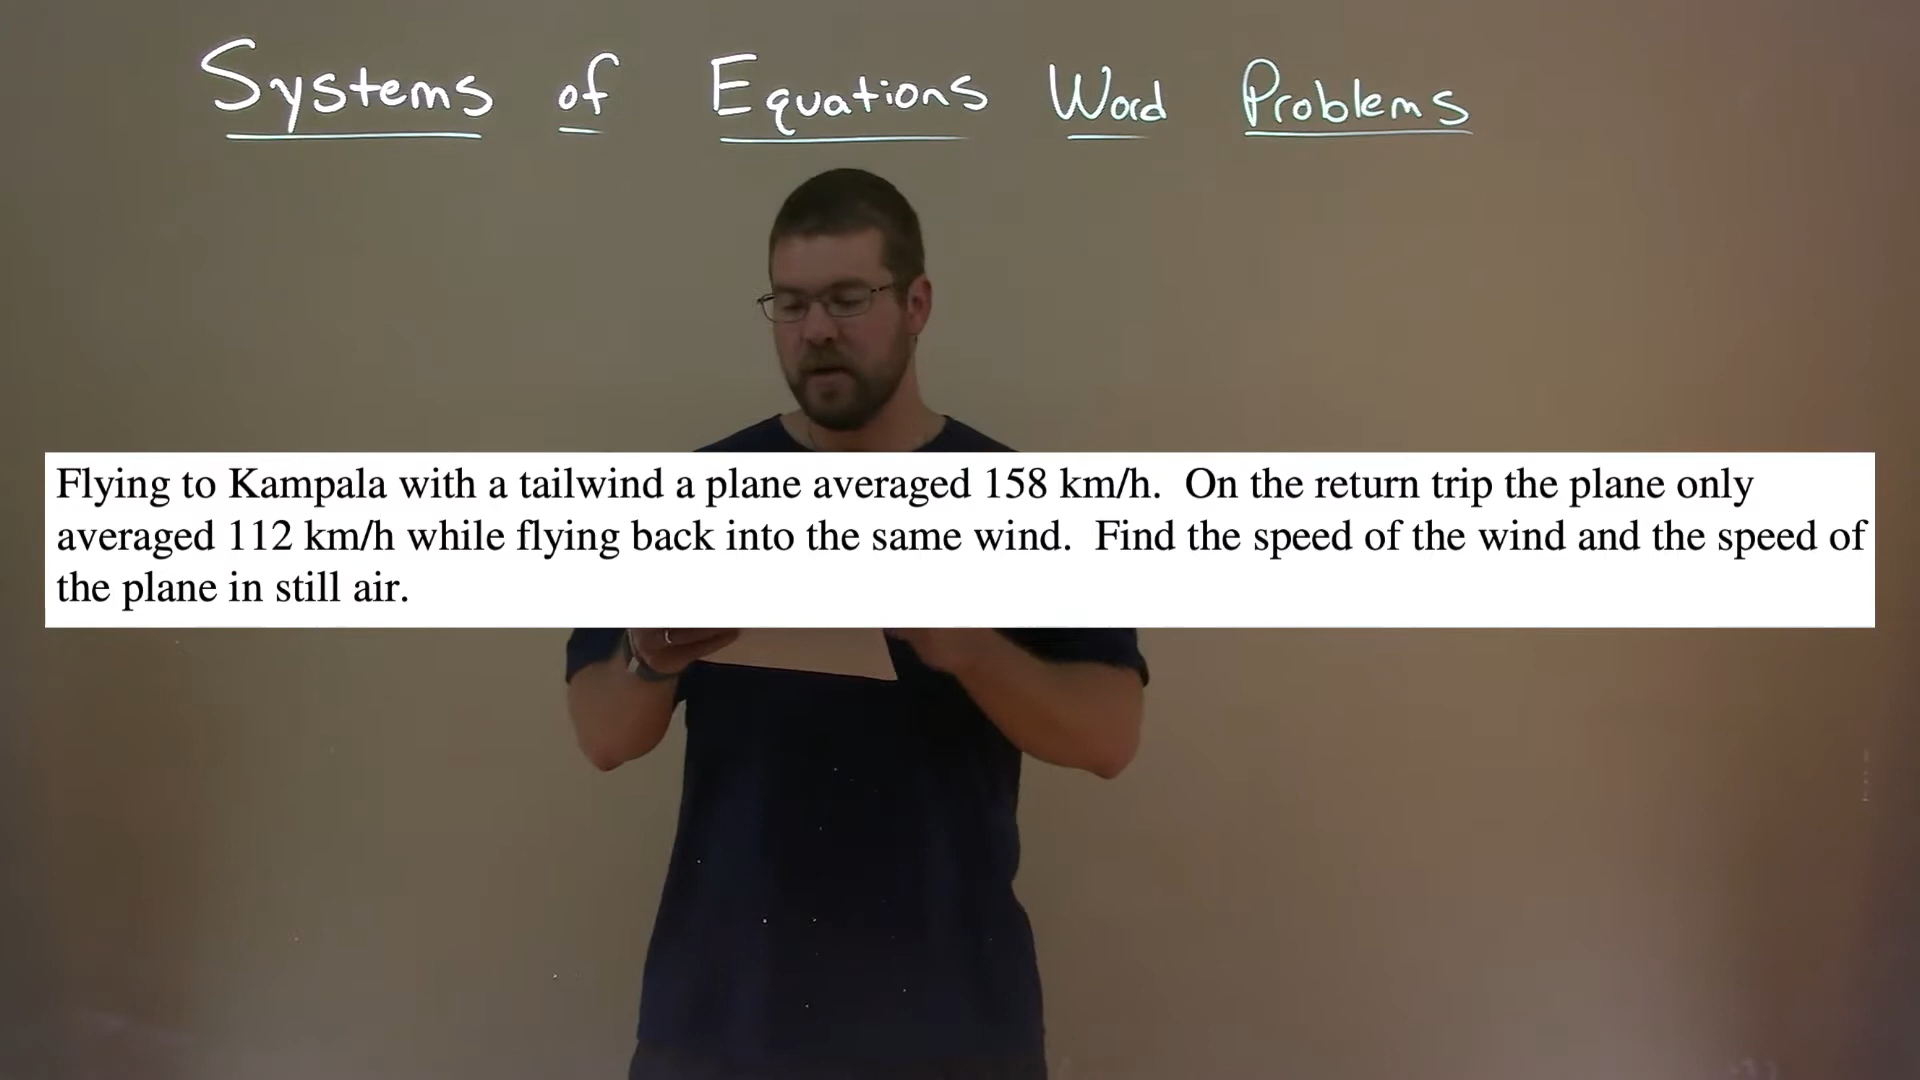 Systems of Equations Word Problems
Flying to Kampala with a tailwind a plane averaged 158 km/h. On the return trip the plane only
averaged 112 km/h while flying back into the same wind. Find the speed of the wind and the speed of
the plane in still air.